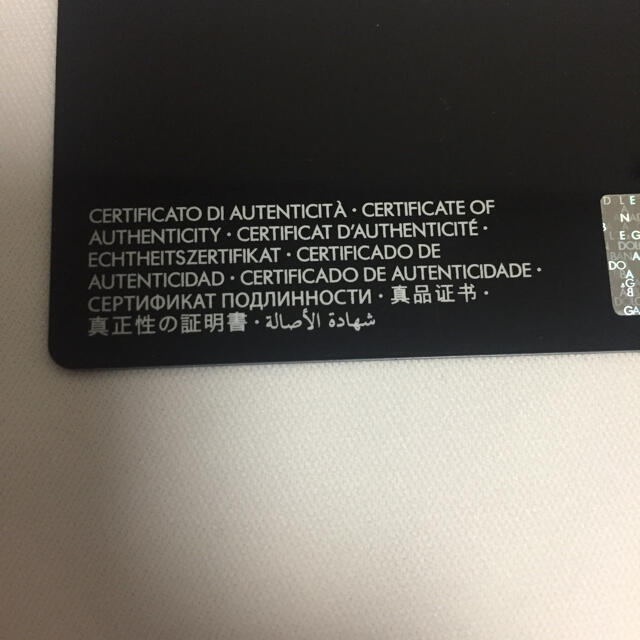 CERTIFICATO DI AUTENTICITÀ · CERTIFICATE OF
AUTHENTICITY · CERTIFICAT D'AUTHENTICITÉ ·
ECHTHEITSZERTIFIKAT · CERTIFICADO DE
AUTENTICIDAD · CERTIFICADO DE AUTENTICIDADE ·
СЕРТИФИКАТ ПОДЛИННОСТИ · 真品证书 ·
真正性の証明書 · شهادة الأصالة